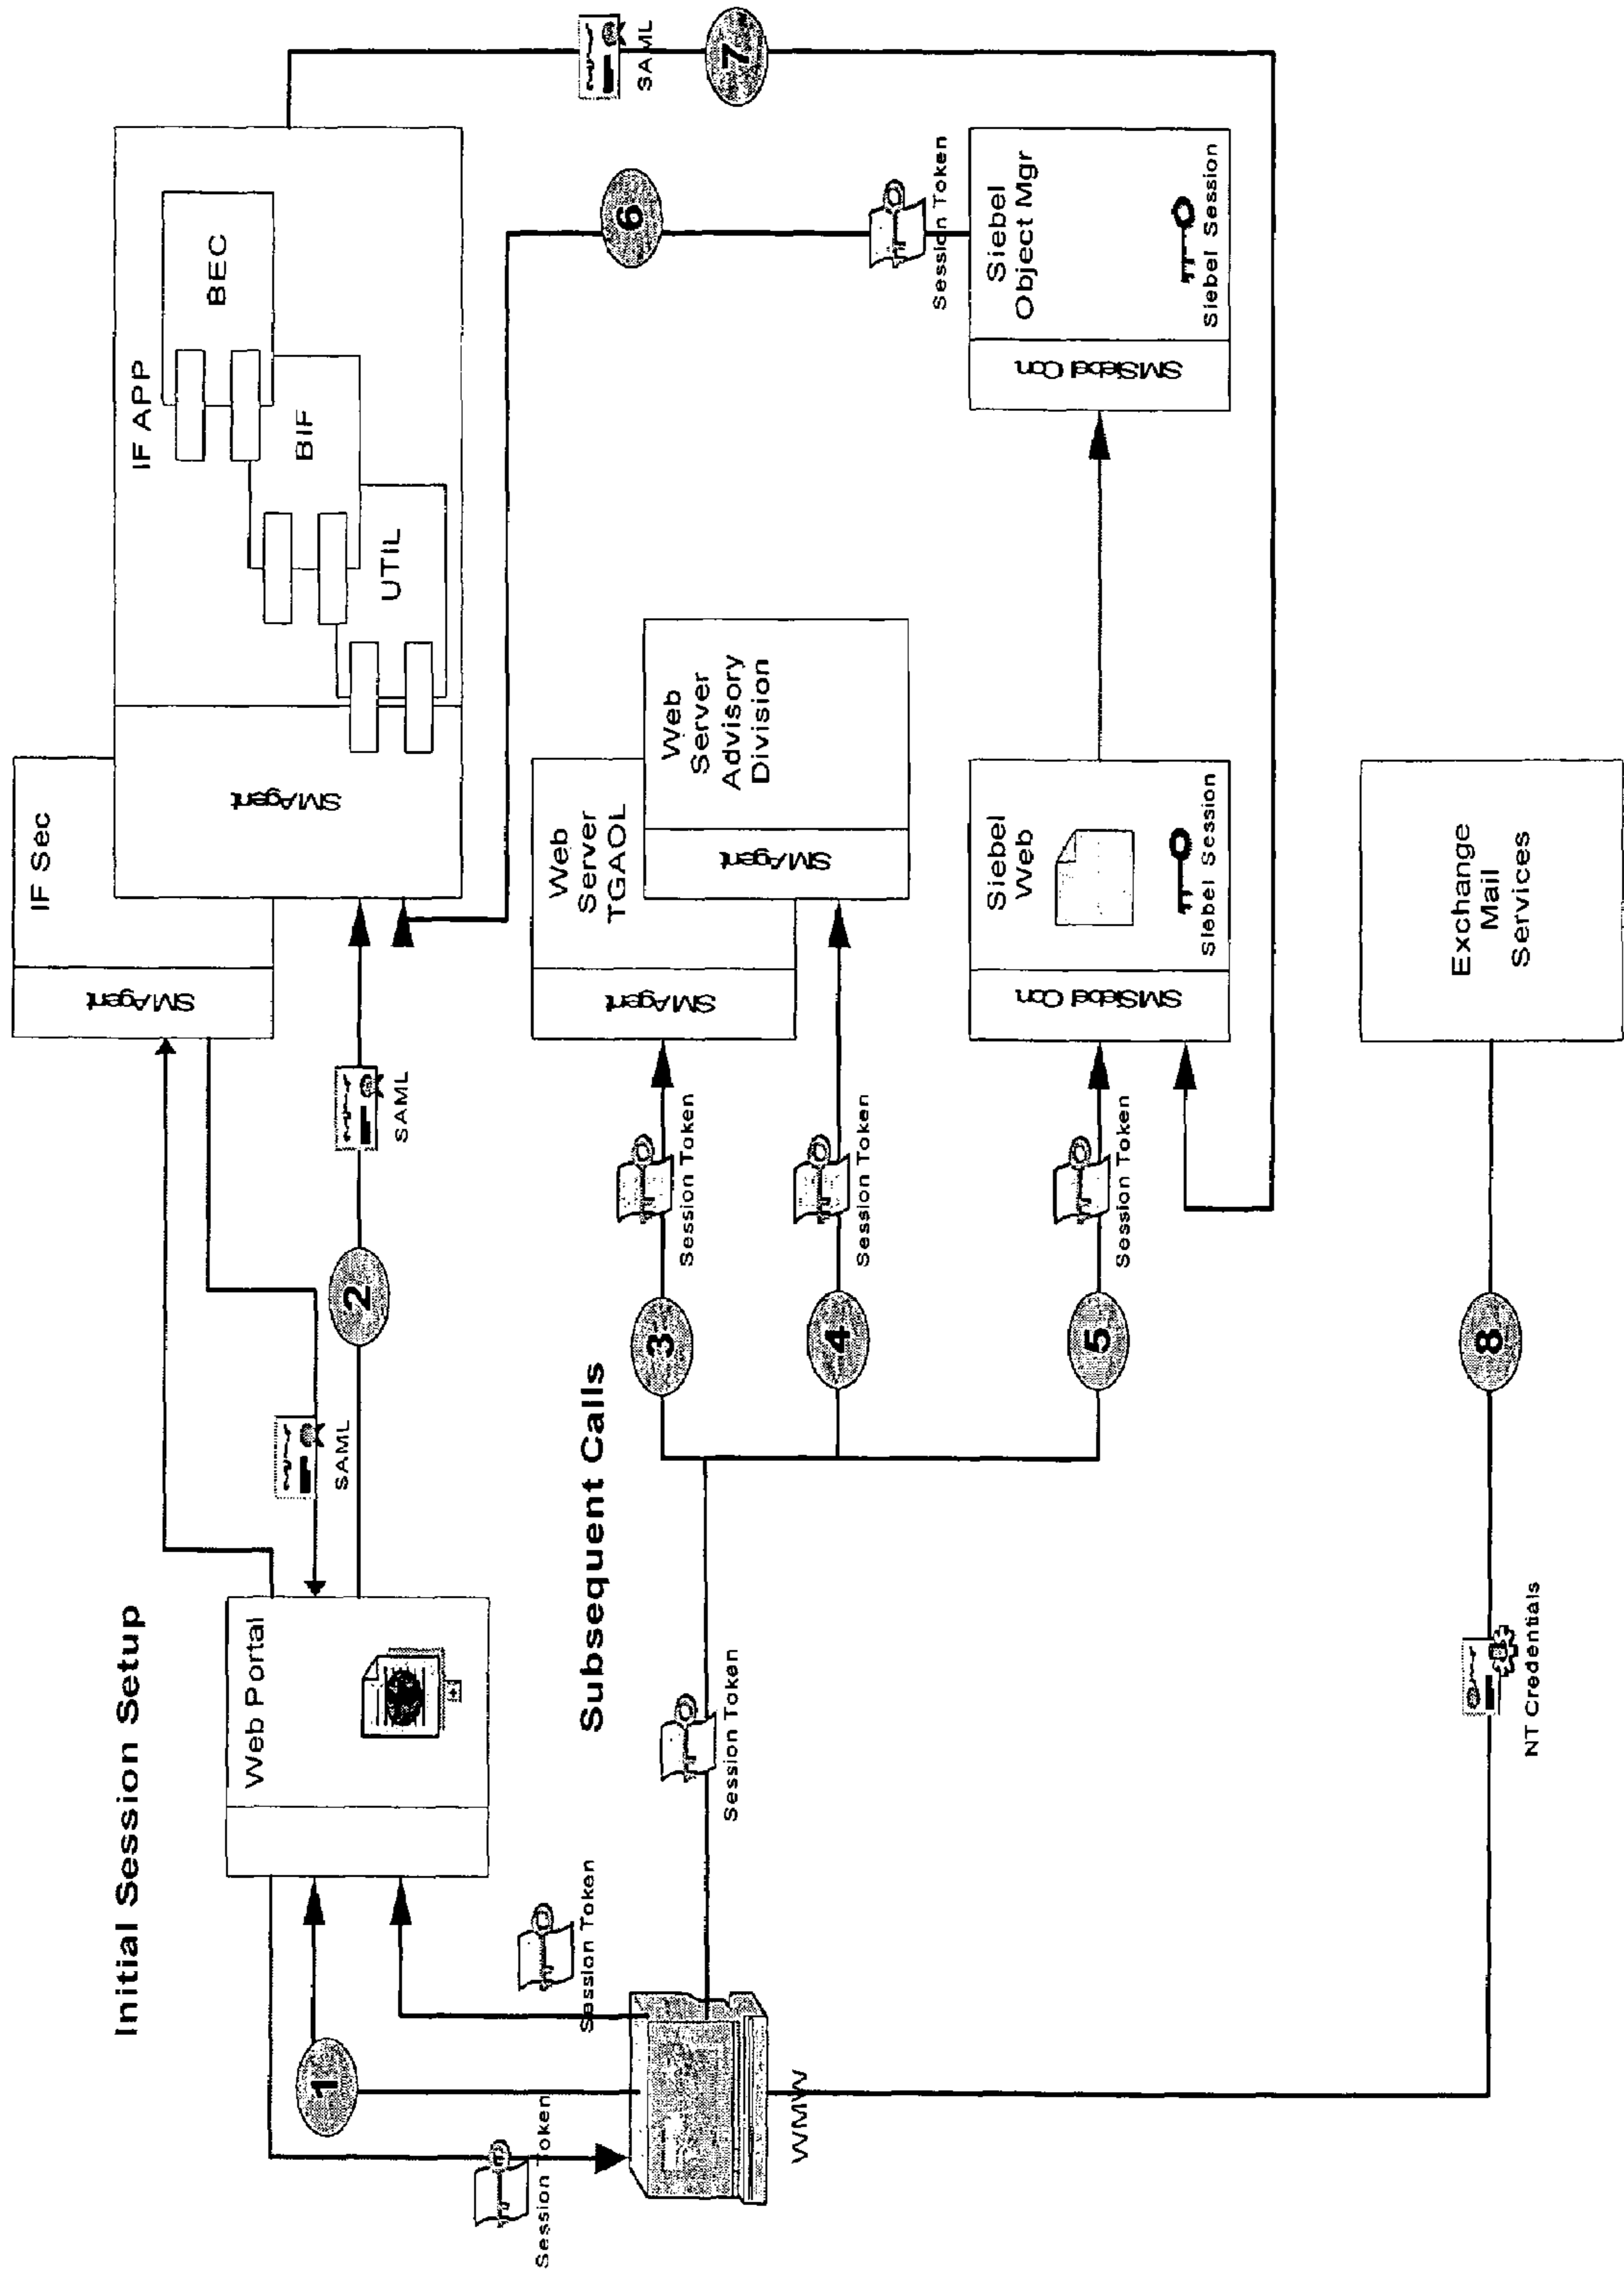 Initial Session Setup
IF Sec
SMAgent
IF APP
BEC
BIF
UTIL
SMAgent
Web Portal
SAML
SAML
SAML
1
2
7
6
Session Token
Session Token
Subsequent Calls
Session Token
WMW
3
Session Token
4
Session Token
5
Session Token
Web
Server
TGAOL
SMAgent
Web
Server
Advisory
Division
SMAgent
Siebel
Web
SMSiebel Con
Siebel Session
Siebel
Object Mgr
SMSiebel Con
Siebel Session
Session Token
8
NT Credentials
Exchange
Mail
Services